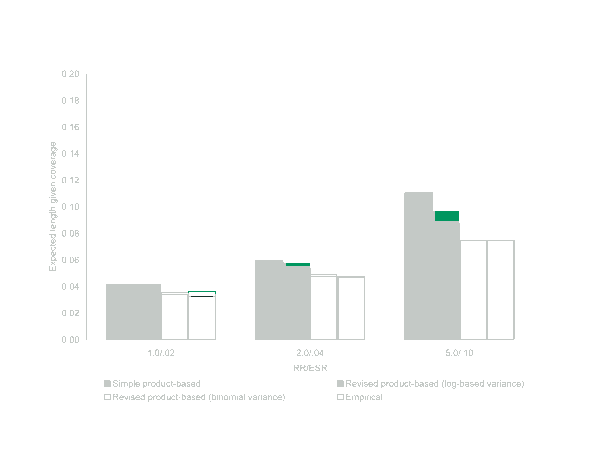 0.20
0.18
0.16
0.14
0.12
0.10
0.08
0.06
0.04
0.02
0.00
Expected length given coverage
1.0/.02
2.0/.04
5.0/.10
RR/ESR
Simple product-based
Revised product-based (log-based variance)
Revised product-based (binomial variance)
Empirical